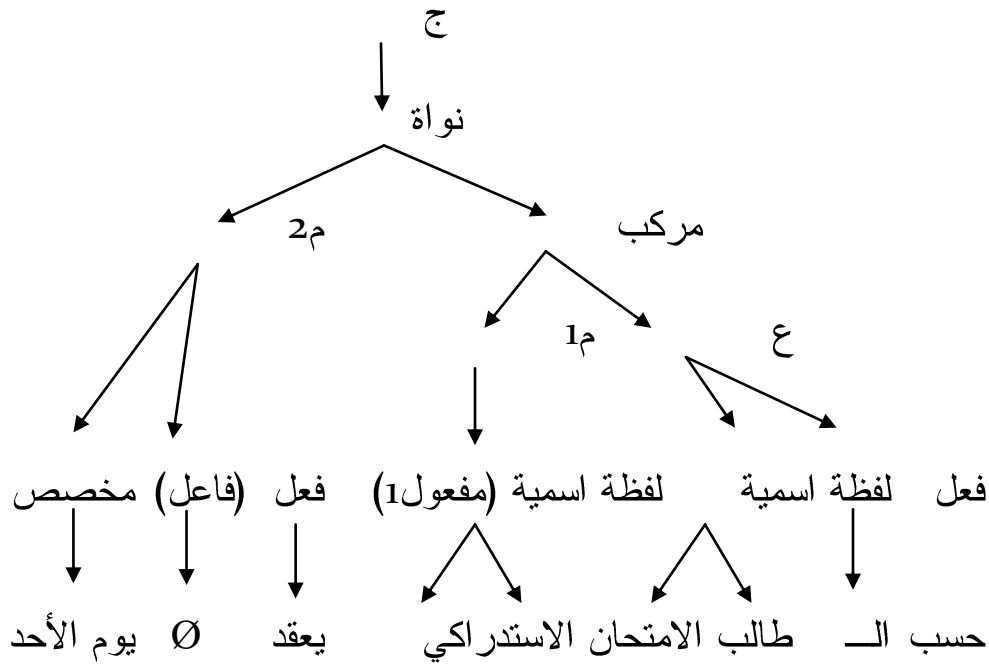 ج
نواة
مركب م2
ع م1
فعل لفظة اسمية لفظة اسمية (مفعول1) فعل (فاعل) مخصص
حسب الـــ طالب الامتحان الاستدراكي يعقد Ø يوم الأحد